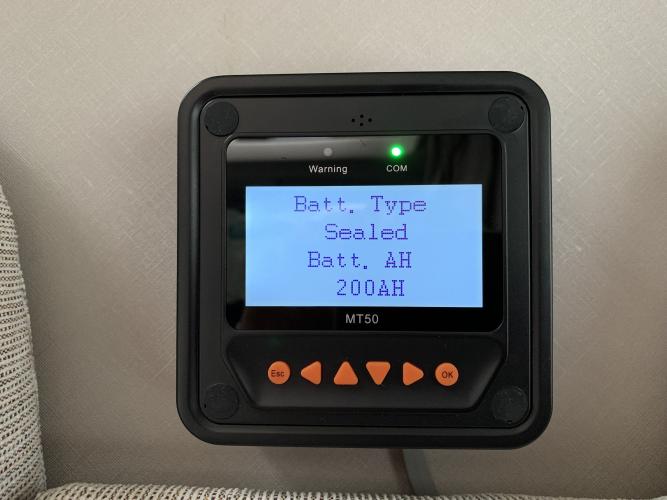 Warning COM
Batt. Type
Sealed
Batt. AH
200AH
MT50
Esc OK